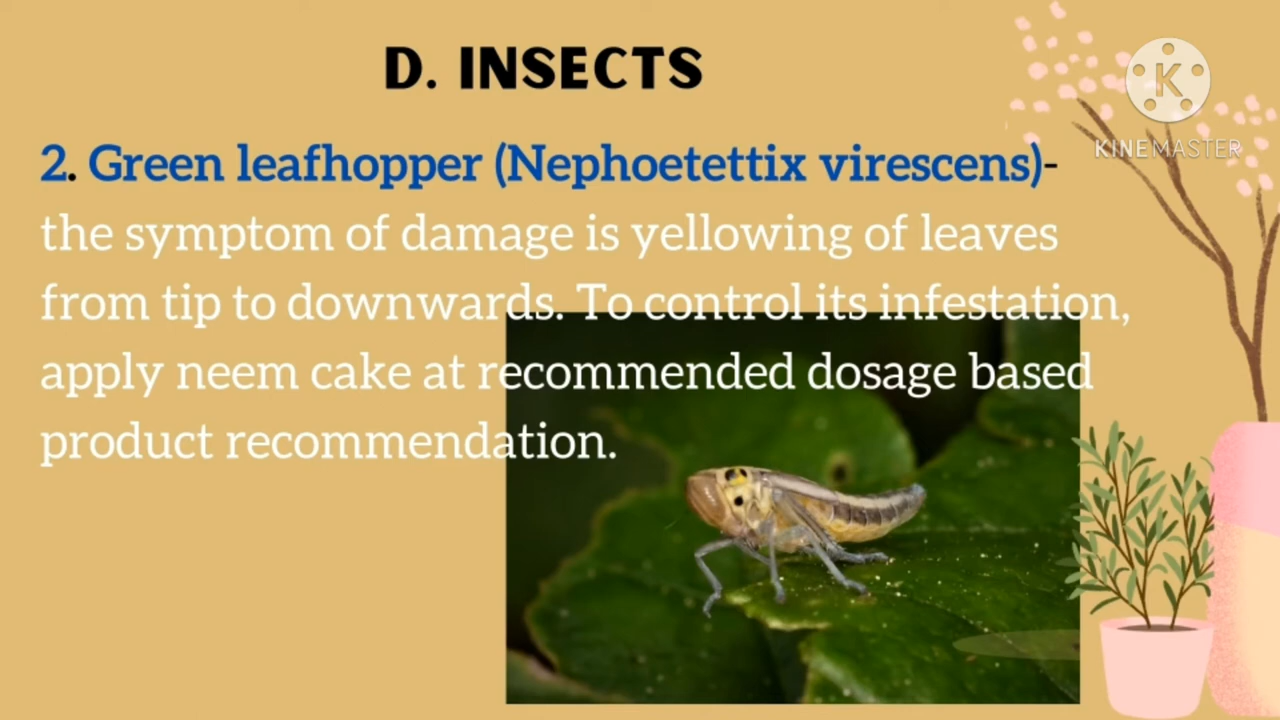 D. INSECTS
K
KINEMASTER
2. Green leafhopper (Nephoetettix virescens)-
the symptom of damage is yellowing of leaves
from tip to downwards. To control its infestation,
apply neem cake at recommended dosage based
product recommendation.